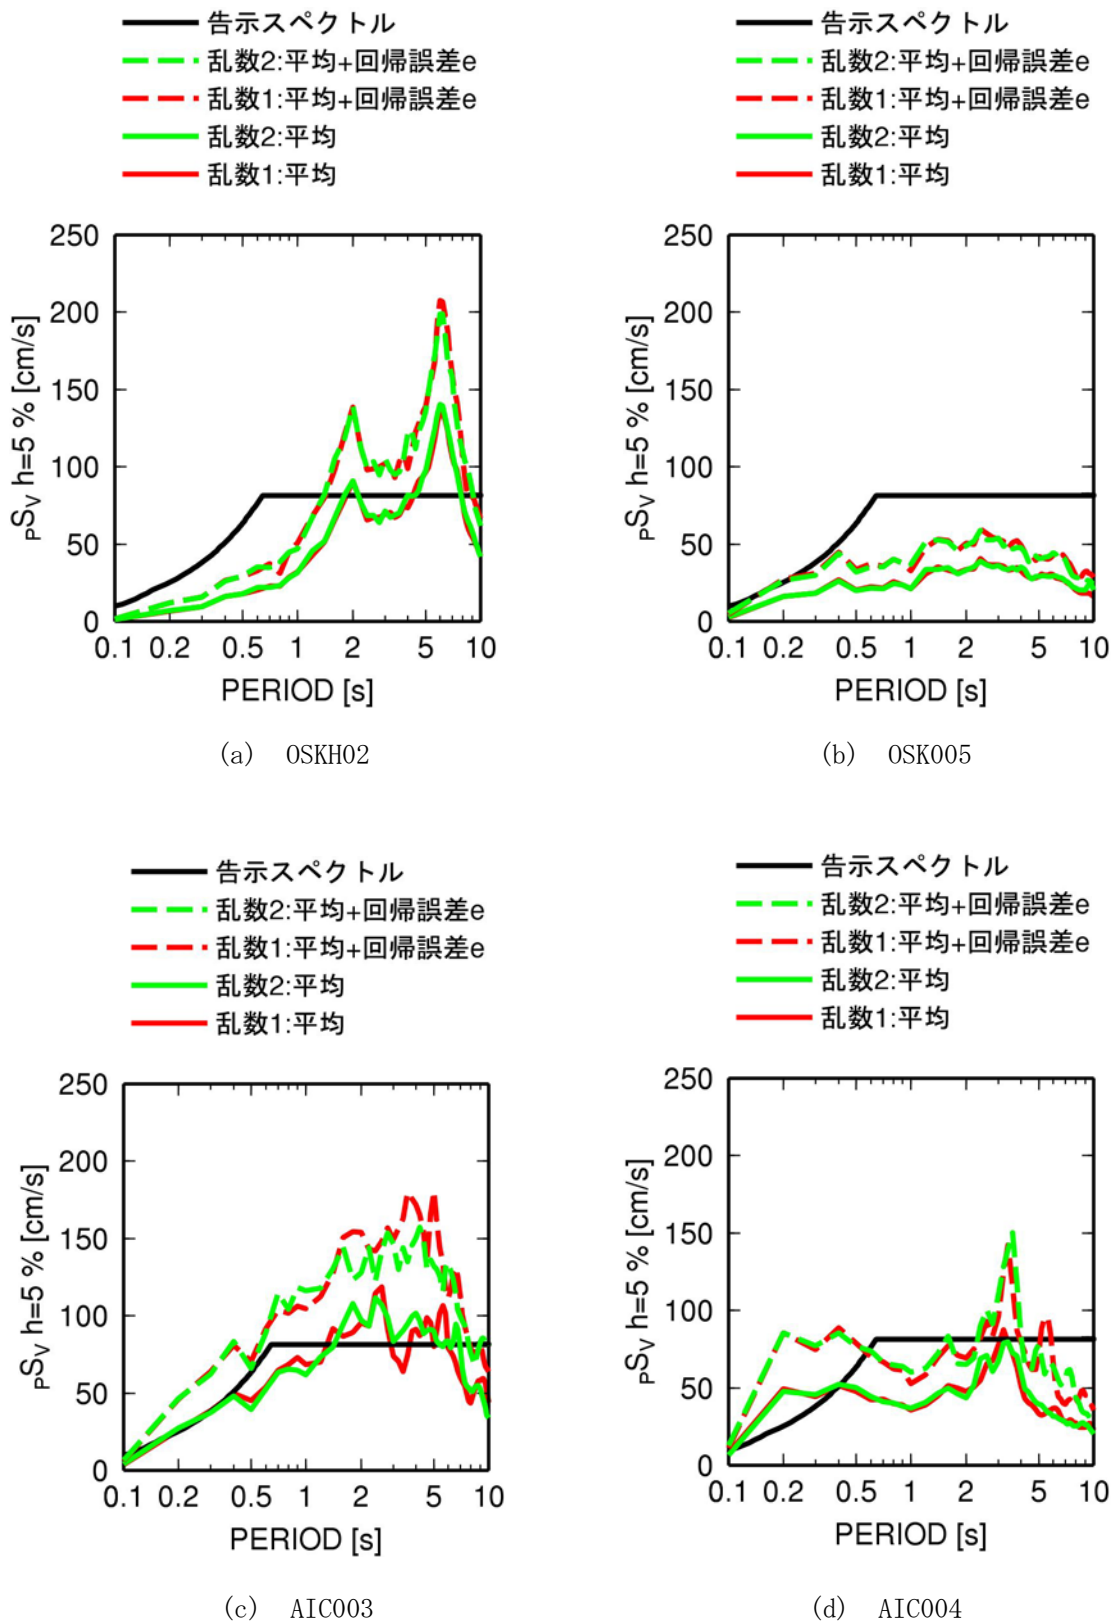 告示スペクトル
乱数2:平均+回帰誤差e
乱数1:平均+回帰誤差e
乱数2:平均
乱数1:平均
250
200
150
100
50
0
0.1 0.2 0.5 1 2 5 10
PSV h=5 % [cm/s]
PERIOD [s]
(a) OSKH02
告示スペクトル
乱数2:平均+回帰誤差e
乱数1:平均+回帰誤差e
乱数2:平均
乱数1:平均
250
200
150
100
50
0
0.1 0.2 0.5 1 2 5 10
PSV h=5 % [cm/s]
PERIOD [s]
(b) OSK005
告示スペクトル
乱数2:平均+回帰誤差e
乱数1:平均+回帰誤差e
乱数2:平均
乱数1:平均
250
200
150
100
50
0
0.1 0.2 0.5 1 2 5 10
PSV h=5 % [cm/s]
PERIOD [s]
(c) AIC003
告示スペクトル
乱数2:平均+回帰誤差e
乱数1:平均+回帰誤差e
乱数2:平均
乱数1:平均
250
200
150
100
50
0
0.1 0.2 0.5 1 2 5 10
PSV h=5 % [cm/s]
PERIOD [s]
(d) AIC004